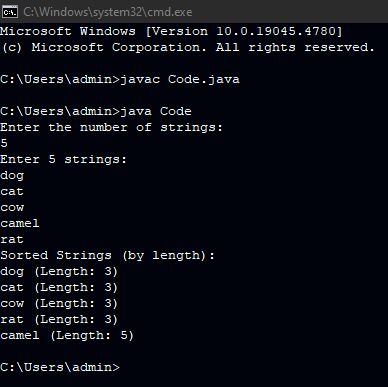 C:\Windows\system32\cmd.exe
Microsoft Windows [Version 10.0.19045.4780]
(c) Microsoft Corporation. All rights reserved.
C:\Users\admin>javac Code.java
C:\Users\admin>java Code
Enter the number of strings:
5
Enter 5 strings:
dog
cat
cow
camel
rat
Sorted Strings (by length):
dog (Length: 3)
cat (Length: 3)
cow (Length: 3)
rat (Length: 3)
camel (Length: 5)
C:\Users\admin>